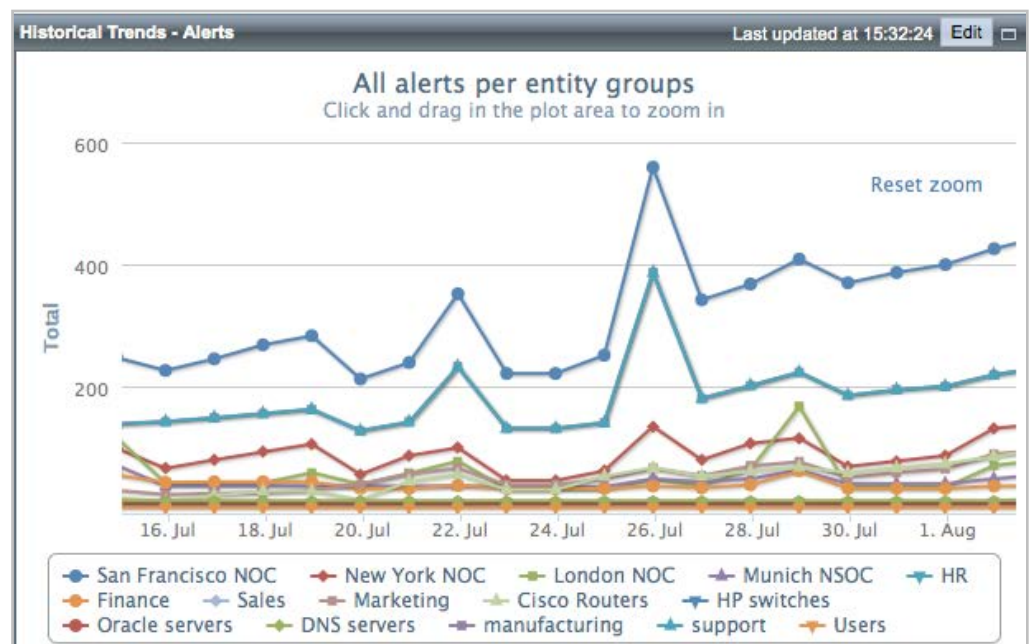 Historical Trends - Alerts Last updated at 15:32:24 Edit
All alerts per entity groups
Click and drag in the plot area to zoom in
600
Reset zoom
400
Total
200
16. Jul 18. Jul 20. Jul 22. Jul 24. Jul 26. Jul 28. Jul 30. Jul 1. Aug
San Francisco NOC New York NOC London NOC Munich NSOC HR
Finance Sales Marketing Cisco Routers HP switches
Oracle servers DNS servers manufacturing support Users